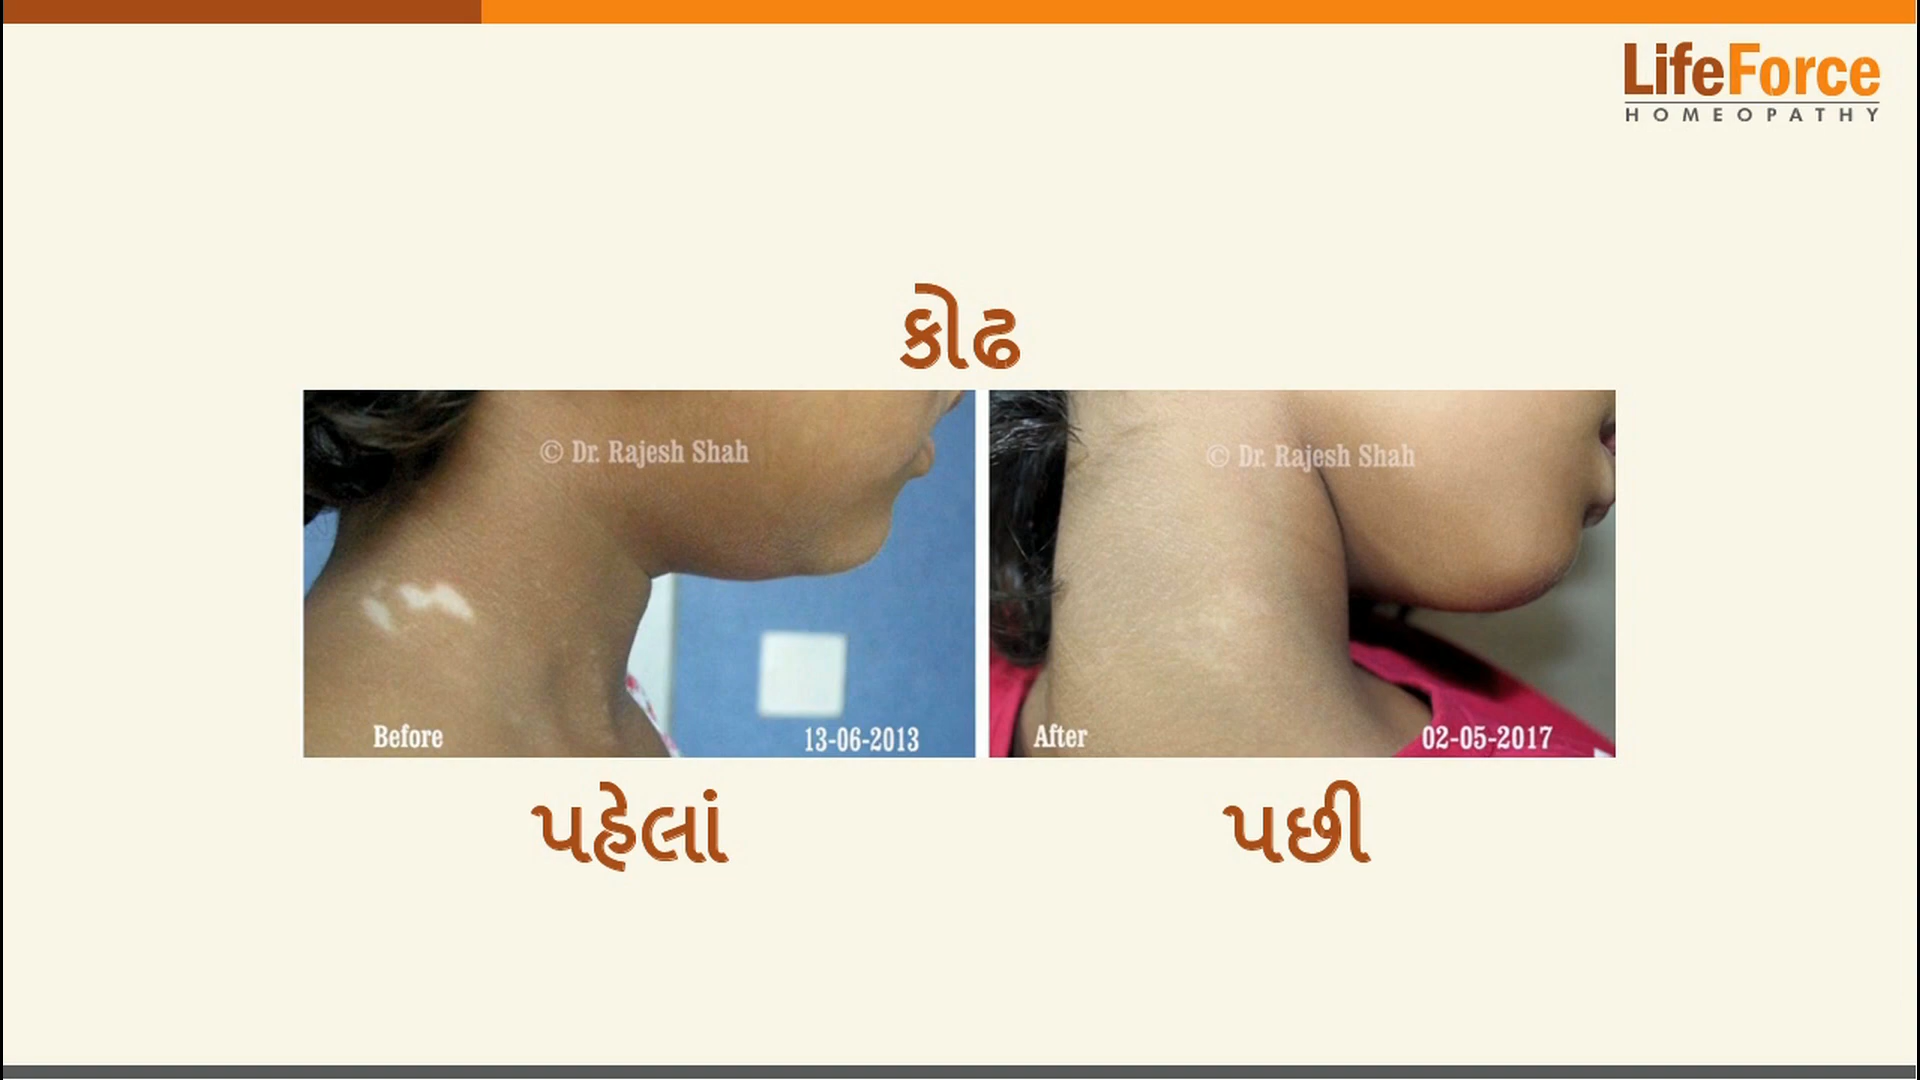 LifeForce
HOMEOPATHY
કોઢ
© Dr. Rajesh Shah
© Dr. Rajesh Shah
Before
13-06-2013
After
02-05-2017
પહેલાં
પછી